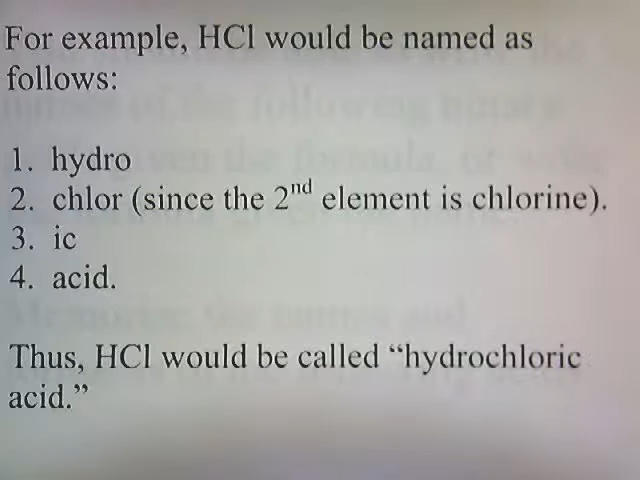 For example, HCl would be named as
follows:
1. hydro
2. chlor (since the 2nd element is chlorine).
3. ic
4. acid.
Thus, HCl would be called “hydrochloric
acid.”